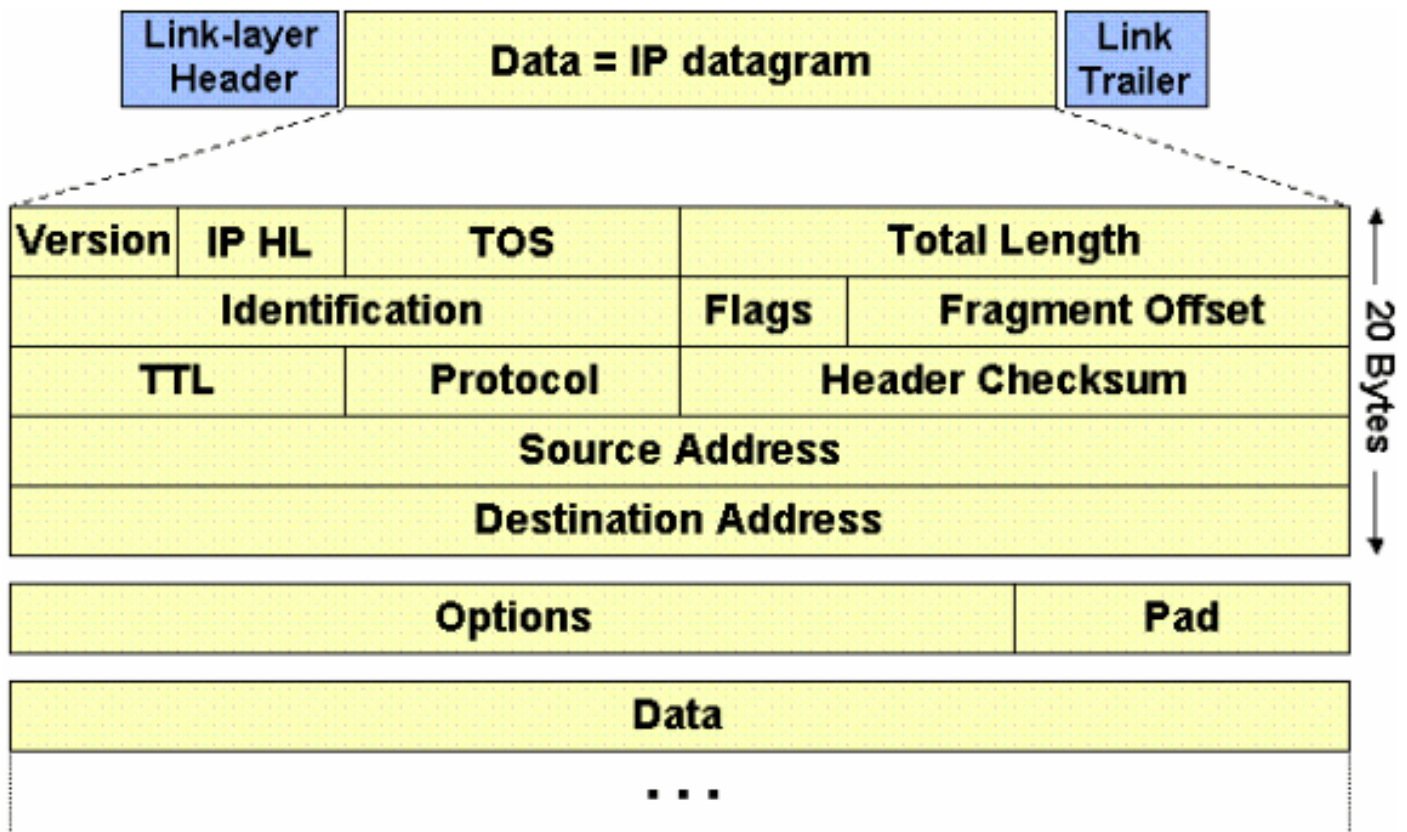 Link-layer
Header
Data = IP datagram
Link
Trailer
Version IP HL TOS Total Length
Identification Flags Fragment Offset
TTL Protocol Header Checksum
Source Address
Destination Address
20 Bytes
Options Pad
Data
...